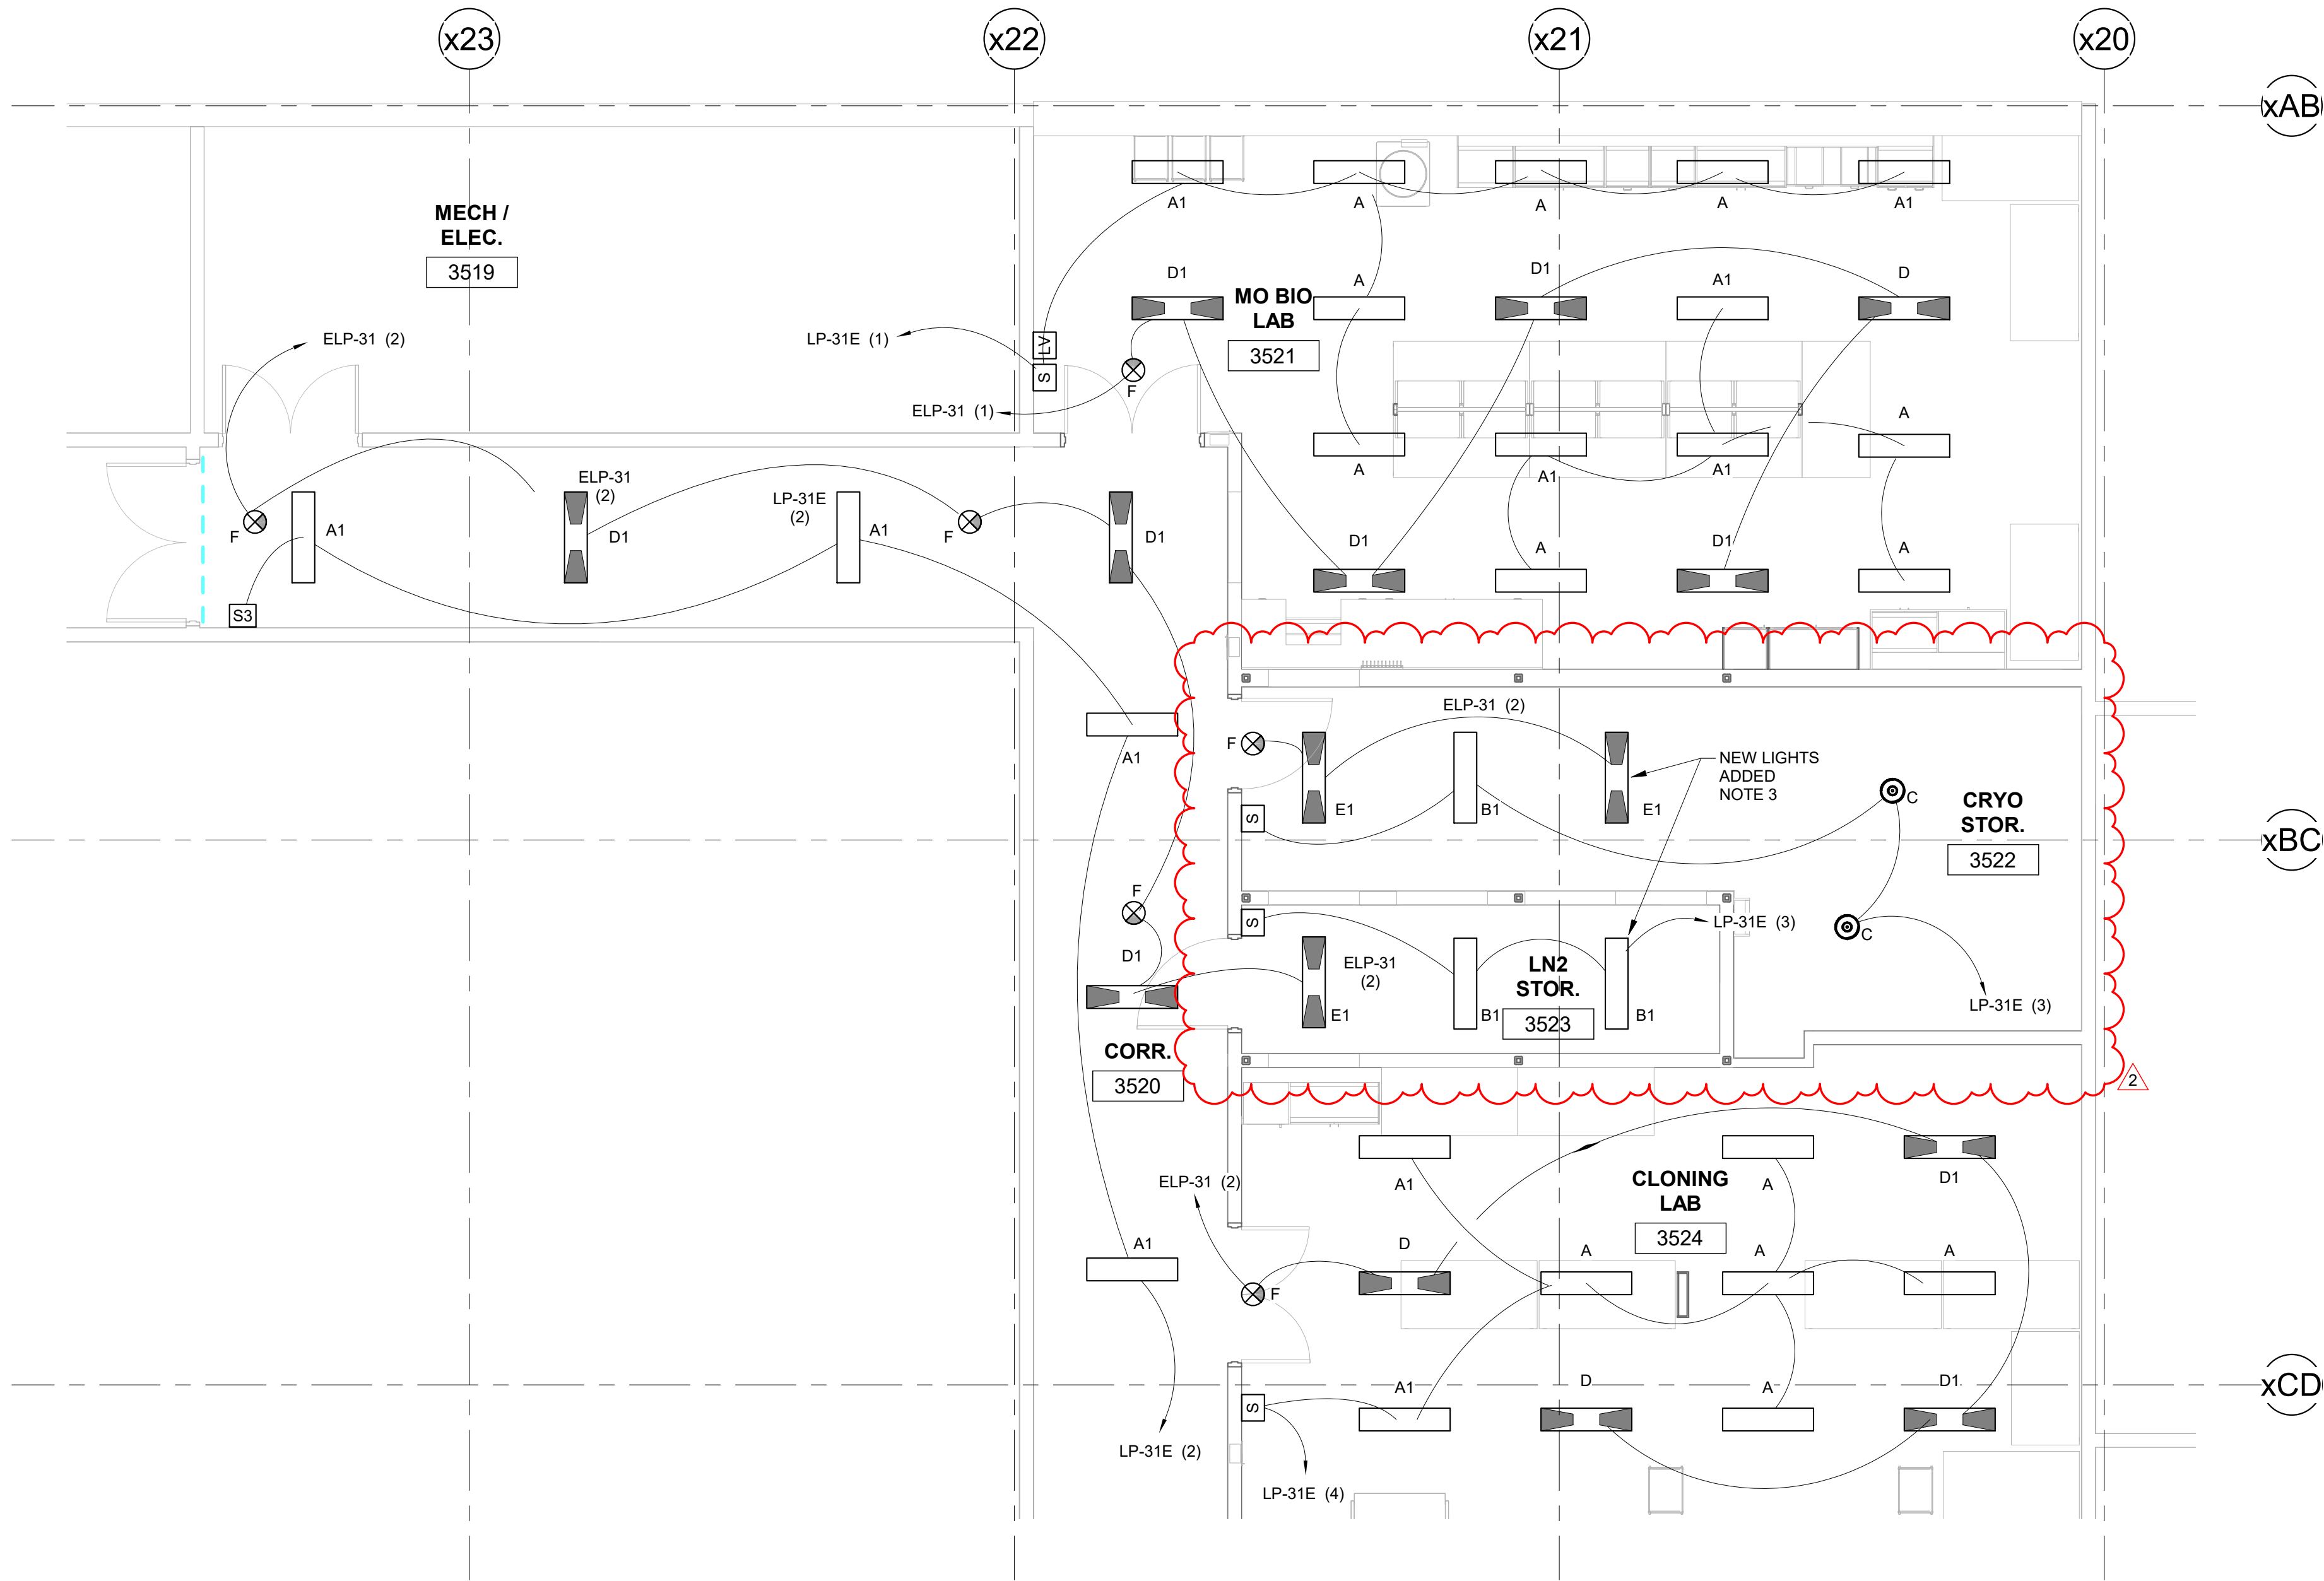 x23
x22
x21
x20
xAB
A1
A
A
A
A1
MECH /
ELEC.
3519
D1
A
D1
A1
D
MO BIO
LAB
3521
ELP-31 (2)
LP-31E (1)
LV
S
F
ELP-31 (1)
A
A1
A1
A
ELP-31
(2)
LP-31E
(2)
F
A1
D1
A1
F
D1
D1
A
D1
A
S3
ELP-31 (2)
F
A1
NEW LIGHTS
ADDED
NOTE 3
E1
B1
E1
C
CRYO
STOR.
3522
S
xBC
F
S
LP-31E (3)
C
D1
ELP-31
(2)
LN2
STOR.
3523
E1
B1
B1
LP-31E (3)
CORR.
3520
2
ELP-31 (2)
A1
CLONING
LAB
3524
A
D1
A1
D
A
A
A
F
A1
D
A
D1
xCD
S
LP-31E (2)
LP-31E (4)